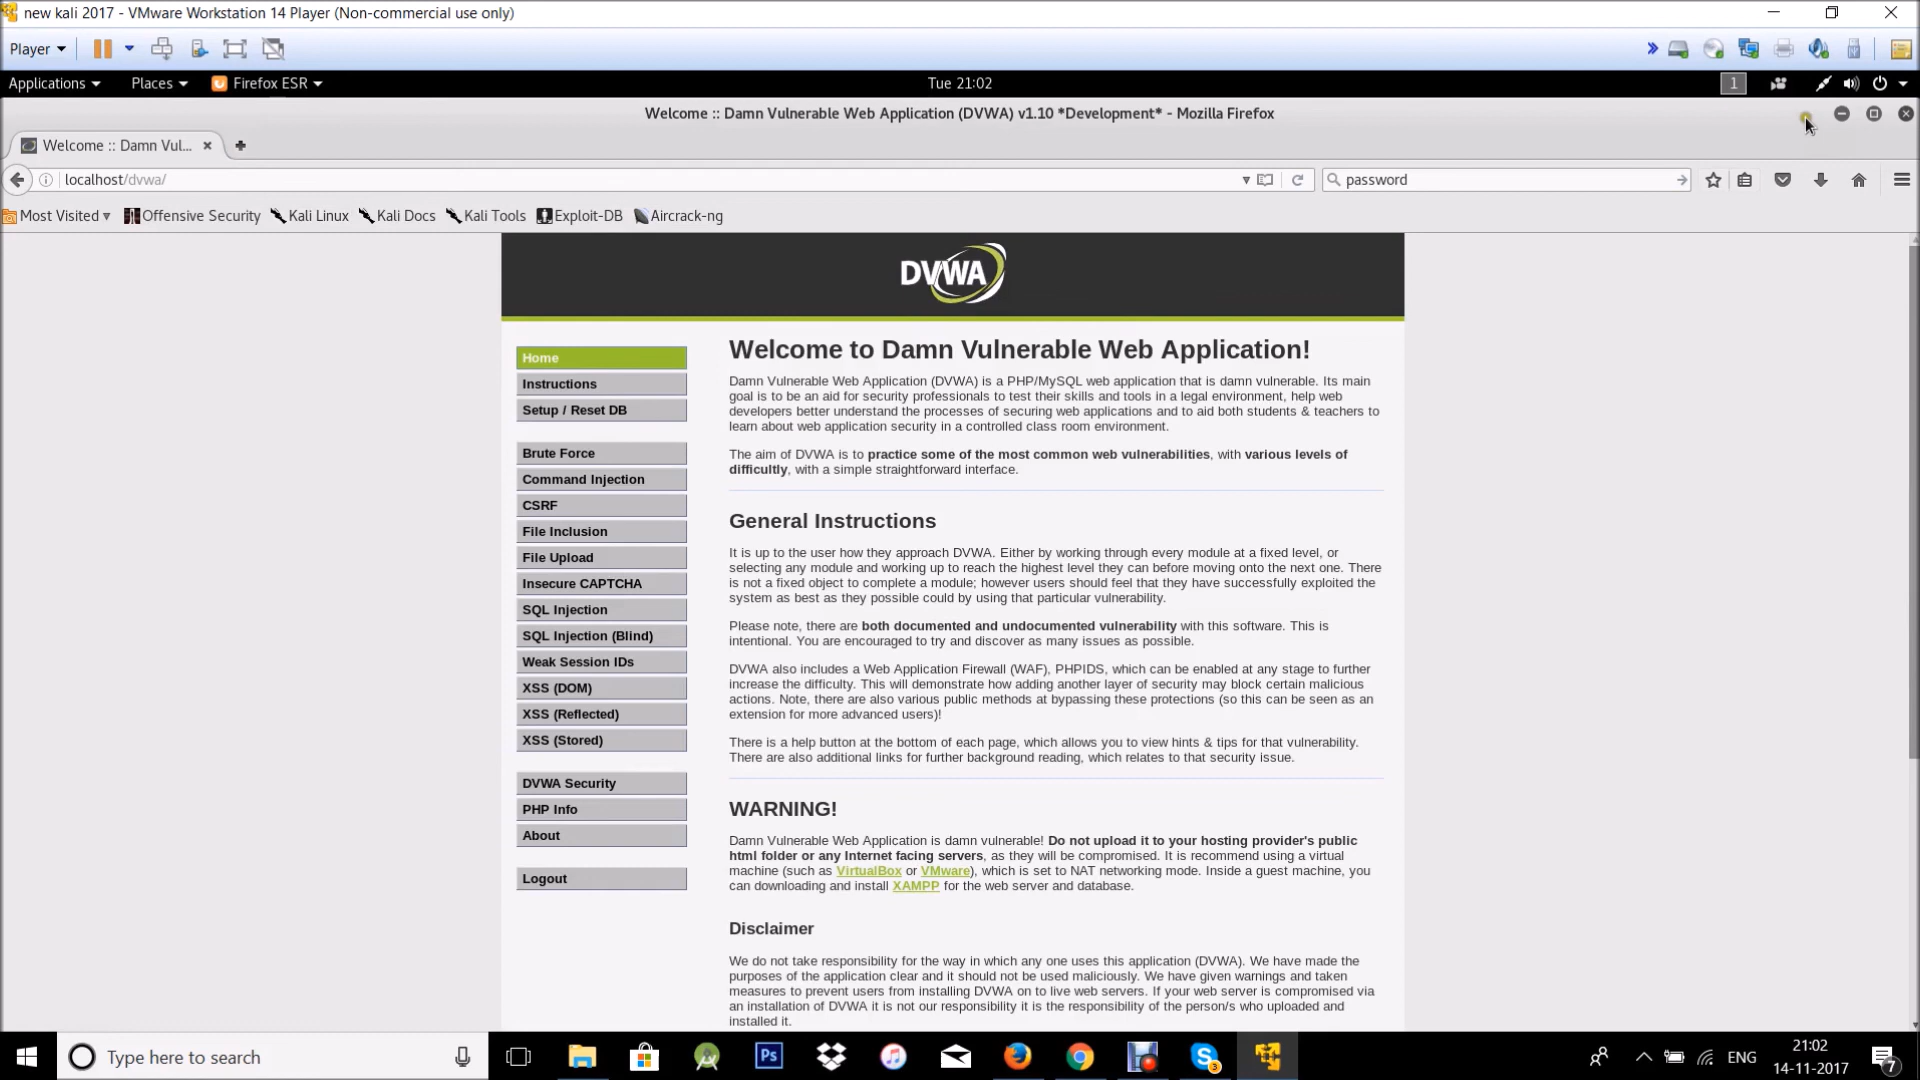 new kali 2017 - VMware Workstation 14 Player (Non-commercial use only)
Player
Applications Places Firefox ESR Tue 21:02 1
Welcome :: Damn Vulnerable Web Application (DVWA) v1.10 *Development* - Mozilla Firefox
Welcome :: Damn Vul...
localhost/dvwa/ password
Most Visited Offensive Security Kali Linux Kali Docs Kali Tools Exploit-DB Aircrack-ng
DVWA
Home
Instructions
Setup / Reset DB
Brute Force
Command Injection
CSRF
File Inclusion
File Upload
Insecure CAPTCHA
SQL Injection
SQL Injection (Blind)
Weak Session IDs
XSS (DOM)
XSS (Reflected)
XSS (Stored)
DVWA Security
PHP Info
About
Logout
Welcome to Damn Vulnerable Web Application!
Damn Vulnerable Web Application (DVWA) is a PHP/MySQL web application that is damn vulnerable. Its main
goal is to be an aid for security professionals to test their skills and tools in a legal environment, help web
developers better understand the processes of securing web applications and to aid both students & teachers to
learn about web application security in a controlled class room environment.
The aim of DVWA is to practice some of the most common web vulnerabilities, with various levels of
difficultly, with a simple straightforward interface.
General Instructions
It is up to the user how they approach DVWA. Either by working through every module at a fixed level, or
selecting any module and working up to reach the highest level they can before moving onto the next one. There
is not a fixed object to complete a module; however users should feel that they have successfully exploited the
system as best as they possible could by using that particular vulnerability.
Please note, there are both documented and undocumented vulnerability with this software. This is
intentional. You are encouraged to try and discover as many issues as possible.
DVWA also includes a Web Application Firewall (WAF), PHPIDS, which can be enabled at any stage to further
increase the difficulty. This will demonstrate how adding another layer of security may block certain malicious
actions. Note, there are also various public methods at bypassing these protections (so this can be seen as an
extension for more advanced users)!
There is a help button at the bottom of each page, which allows you to view hints & tips for that vulnerability.
There are also additional links for further background reading, which relates to that security issue.
WARNING!
Damn Vulnerable Web Application is damn vulnerable! Do not upload it to your hosting provider's public
html folder or any Internet facing servers, as they will be compromised. It is recommend using a virtual
machine (such as VirtualBox or VMware), which is set to NAT networking mode. Inside a guest machine, you
can downloading and install XAMPP for the web server and database.
Disclaimer
We do not take responsibility for the way in which any one uses this application (DVWA). We have made the
purposes of the application clear and it should not be used maliciously. We have given warnings and taken
measures to prevent users from installing DVWA on to live web servers. If your web server is compromised via
an installation of DVWA it is not our responsibility it is the responsibility of the person/s who uploaded and
installed it.
Type here to search Ps 3 ENG 21:02
14-11-2017 7